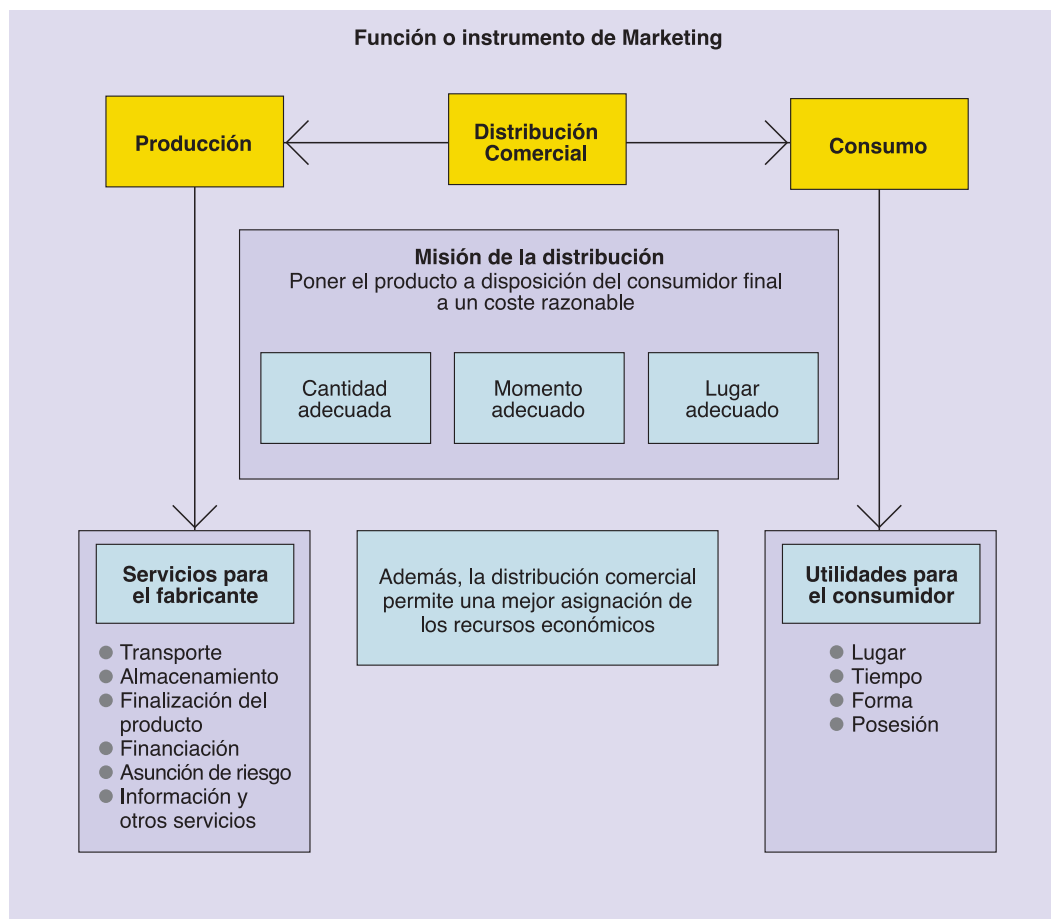 Función o instrumento de Marketing
Producción
Distribución
Comercial
Consumo
Misión de la distribución
Poner el producto a disposición del consumidor final
a un coste razonable
Cantidad
adecuada
Momento
adecuado
Lugar
adecuado
Servicios para
el fabricante
Transporte
Almacenamiento
Finalización del
producto
Financiación
Asunción de riesgo
Información y
otros servicios
Además, la distribución comercial
permite una mejor asignación de
los recursos económicos
Utilidades para
el consumidor
Lugar
Tiempo
Forma
Posesión